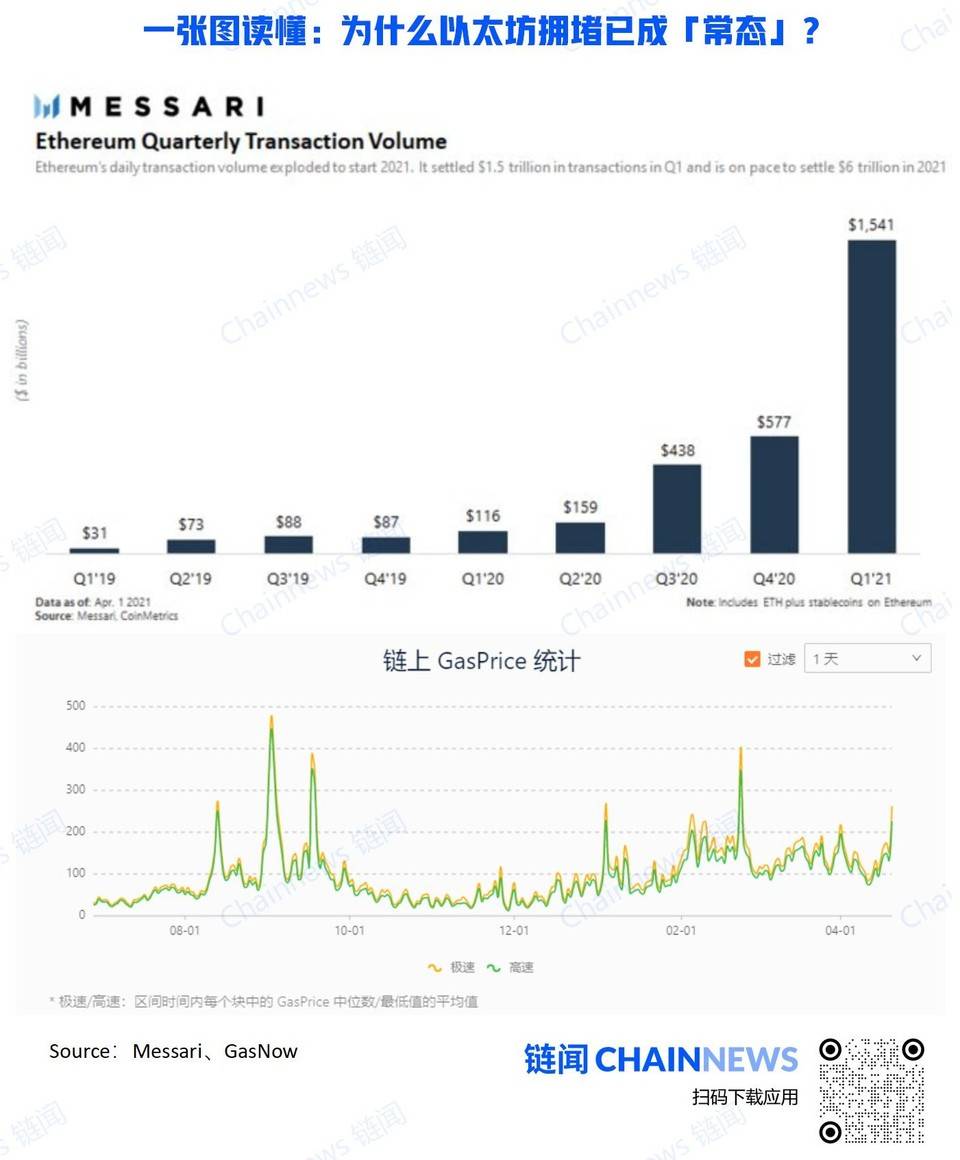 一张图读懂：为什么以太坊拥堵已成「常态」？
MESSARI
Ethereum Quarterly Transaction Volume
Ethereum's daily transaction volume exploded to start 2021. It settled $1.5 trillion in transactions in Q1 and is on pace to settle $6 trillion in 2021
($ in billions)
$31
$73
$88
$87
$116
$159
$438
$577
$1,541
Q1'19
Q2'19
Q3'19
Q4'19
Q1'20
Q2'20
Q3'20
Q4'20
Q1'21
Data as of: Apr. 1 2021
Source: Messari, CoinMetrics
Note: Includes ETH plus stablecoins on Ethereum
链上 GasPrice 统计
过滤
1 天
500
400
300
200
100
0
08-01
10-01
12-01
02-01
04-01
极速
高速
* 极速/高速：区间时间内每个块中的 GasPrice 中位数/最低值的平均值
Source： Messari、GasNow
链闻 CHAINNEWS
扫码下载应用
Chainnews 链闻